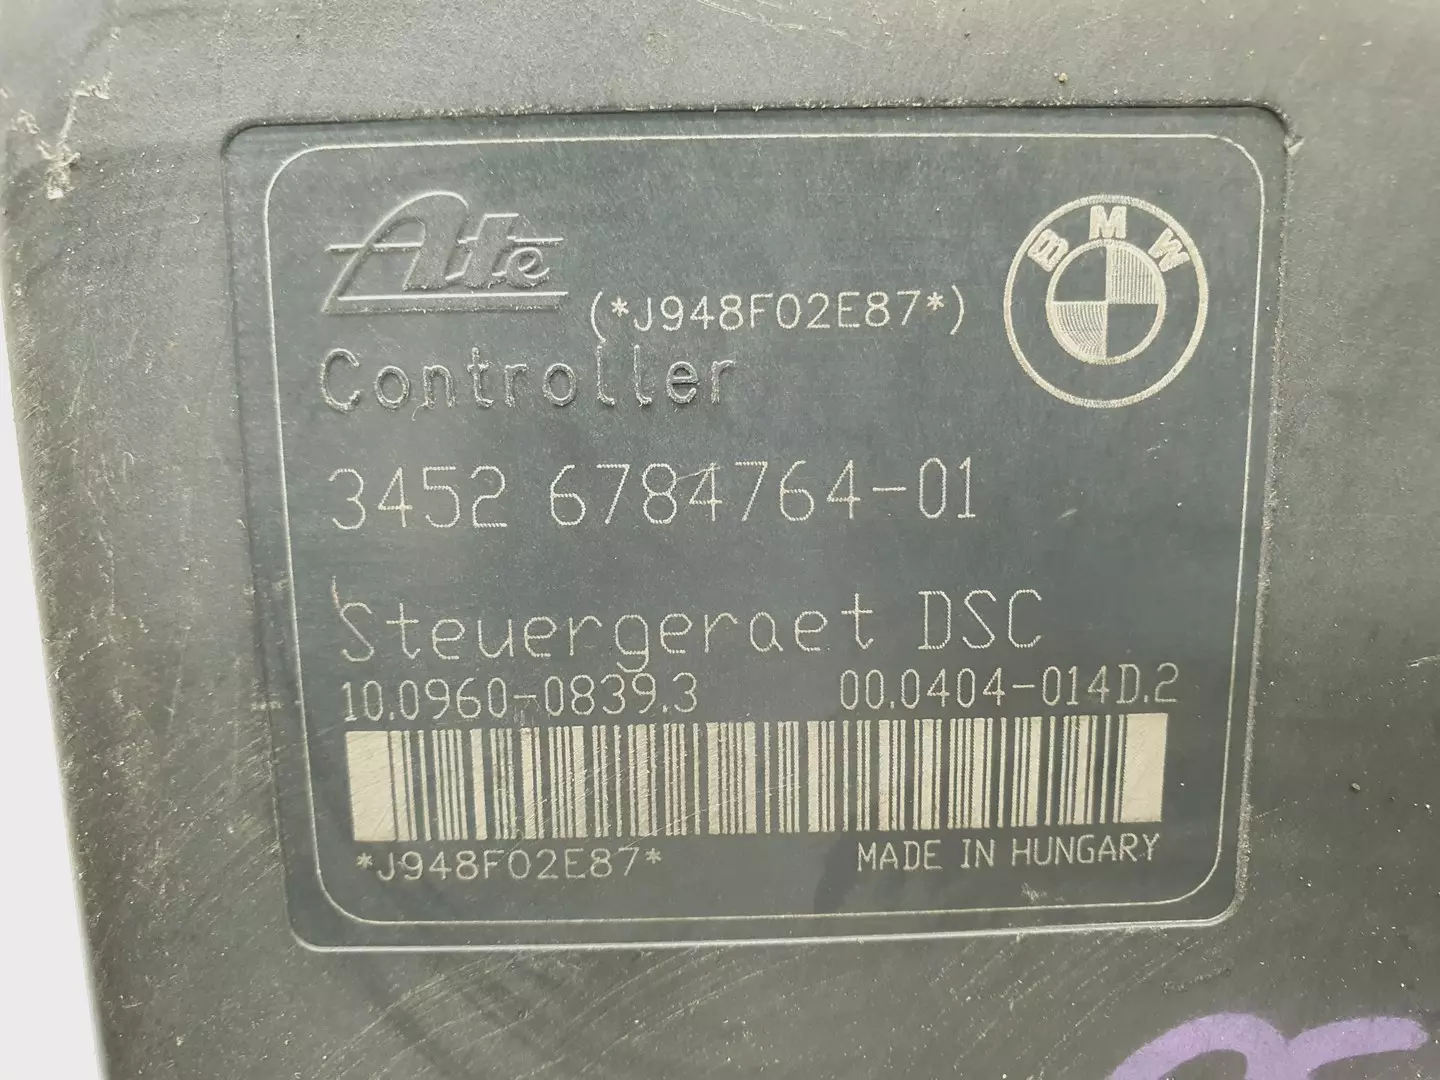 Ate
BMW
(*J948F02E87*)
Controller
3452 6784764-01
Steuergeraet DSC
10.0960-0839.3 00.0404-014D.2
*J948F02E87* MADE IN HUNGARY